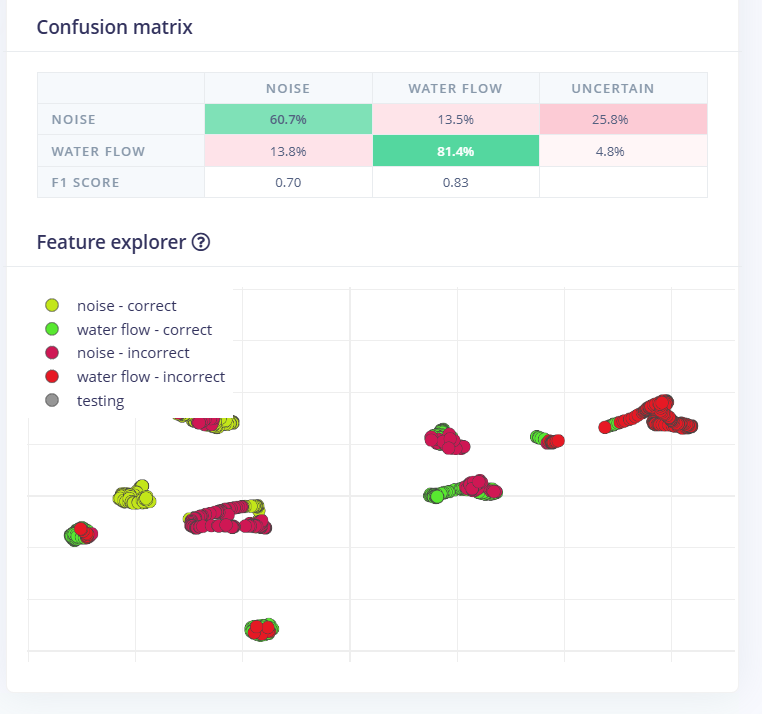 Confusion matrix
NOISE WATER FLOW UNCERTAIN
NOISE 60.7% 13.5% 25.8%
WATER FLOW 13.8% 81.4% 4.8%
F1 SCORE 0.70 0.83
Feature explorer ?
noise - correct
water flow - correct
noise - incorrect
water flow - incorrect
testing